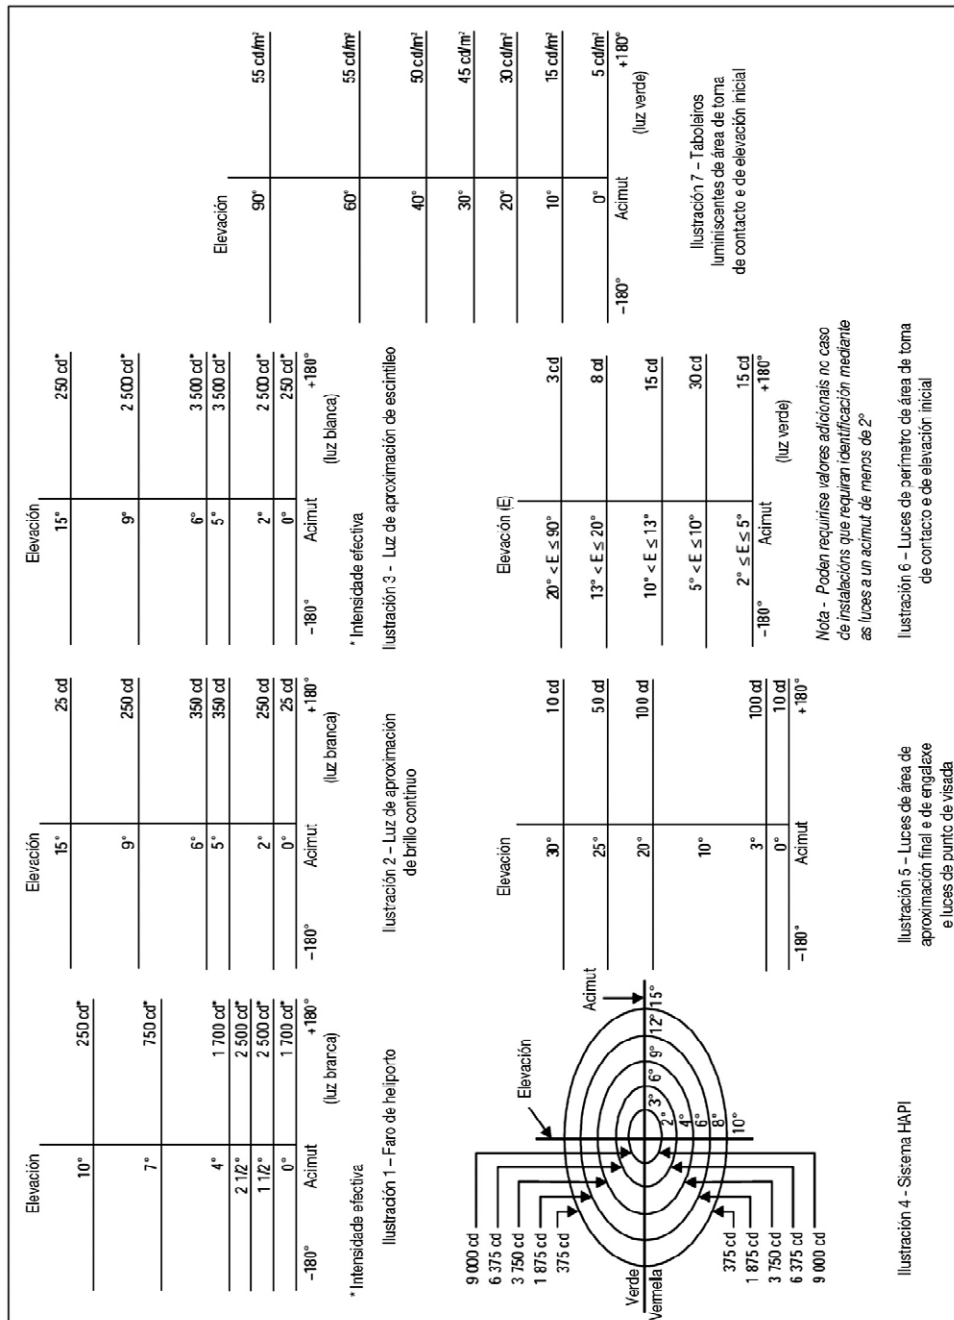 Elevación
10° 250 cd*
7° 750 cd*
4° 1 700 cd*
2 1/2° 2 500 cd*
1 1/2° 2 500 cd*
0° 1 700 cd*
−180° Acimut +180°
(luz branca)
* Intensidade efectiva
Ilustración 1 – Faro de heliporto
Elevación
15° 25 cd
9° 250 cd
6° 350 cd
5° 350 cd
2° 250 cd
0° 25 cd
−180° Acimut +180°
(luz branca)
Ilustración 2 – Luz de aproximación
de brillo continuo
Elevación
15° 250 cd*
9° 2 500 cd*
6° 3 500 cd*
5° 3 500 cd*
2° 2 500 cd*
0° 250 cd*
−180° Acimut +180°
(luz blanca)
* Intensidade efectiva
Ilustración 3 – Luz de aproximación de escintileo
Elevación
90° 55 cd/m²
60° 55 cd/m²
40° 50 cd/m²
30° 45 cd/m²
20° 30 cd/m²
10° 15 cd/m²
0° 5 cd/m²
−180° Acimut +180°
(luz verde)
Ilustración 7 – Taboleiros
luminiscentes de área de toma
de contacto e de elevación inicial
9 000 cd
6 375 cd
3 750 cd
1 875 cd
375 cd
Elevación
Acimut
3° 6° 9° 12° 15°
Verde
Vermella
2° 4° 6° 8° 10°
375 cd
1 875 cd
3 750 cd
6 375 cd
9 000 cd
Ilustración 4 - Sistema HAPI
Elevación
30° 10 cd
25° 50 cd
20° 100 cd
10°
3° 100 cd
0° 10 cd
−180° Acimut +180°
Ilustración 5 – Luces de área de
aproximación final e de engalaxe
e luces de punto de visada
Elevación (E)
20° < E ≤ 90° 3 cd
13° < E ≤ 20° 8 cd
10° < E ≤ 13° 15 cd
5° < E ≤ 10° 30 cd
2° ≤ E ≤ 5° 15 cd
−180° Acimut +180°
(luz verde)
Nota - Poden requirirse valores adicionais no caso
de instalacións que requiran identificación mediante
as luces a un acimut de menos de 2°
Ilustración 6 – Luces de perímetro de área de toma
de contacto e de elevación inicial